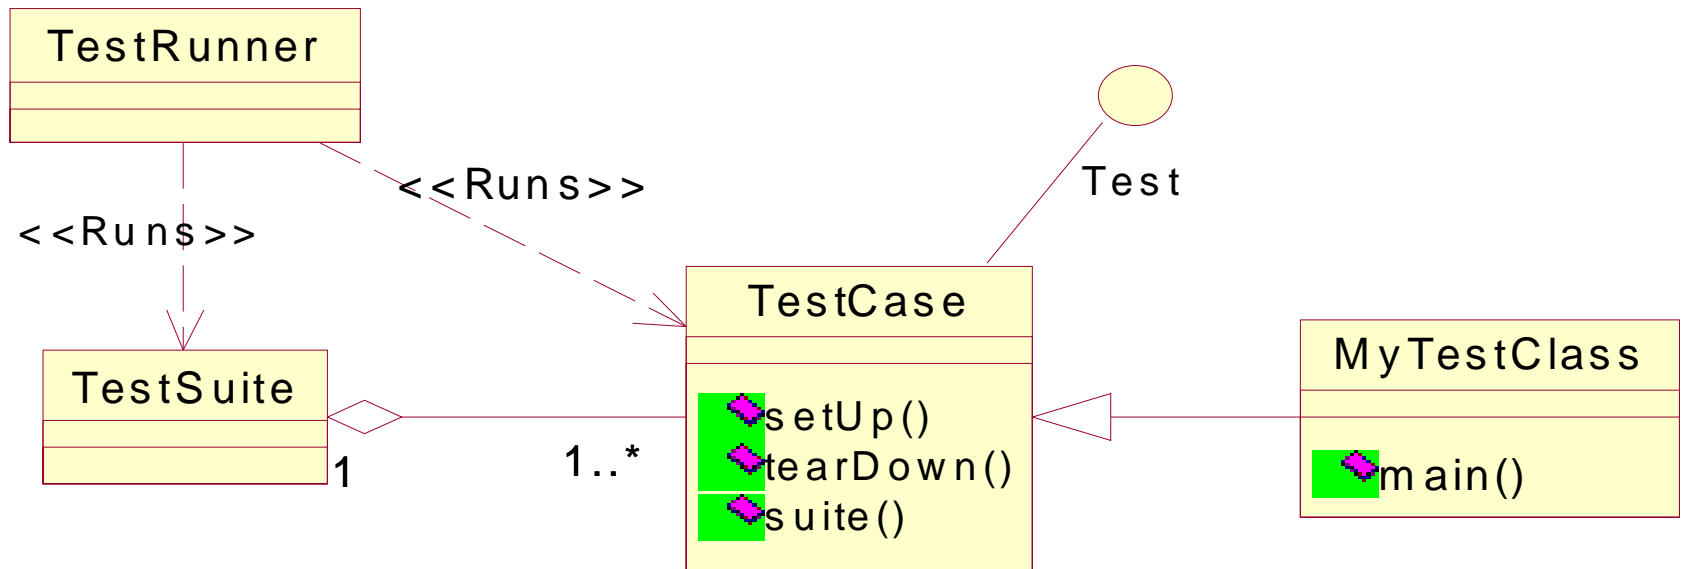 TestRunner
<<Runs>>
Test
<<Runs>>
TestCase
MyTestClass
TestSuite
setUp()
1
1..*
tearDown()
main()
suite()